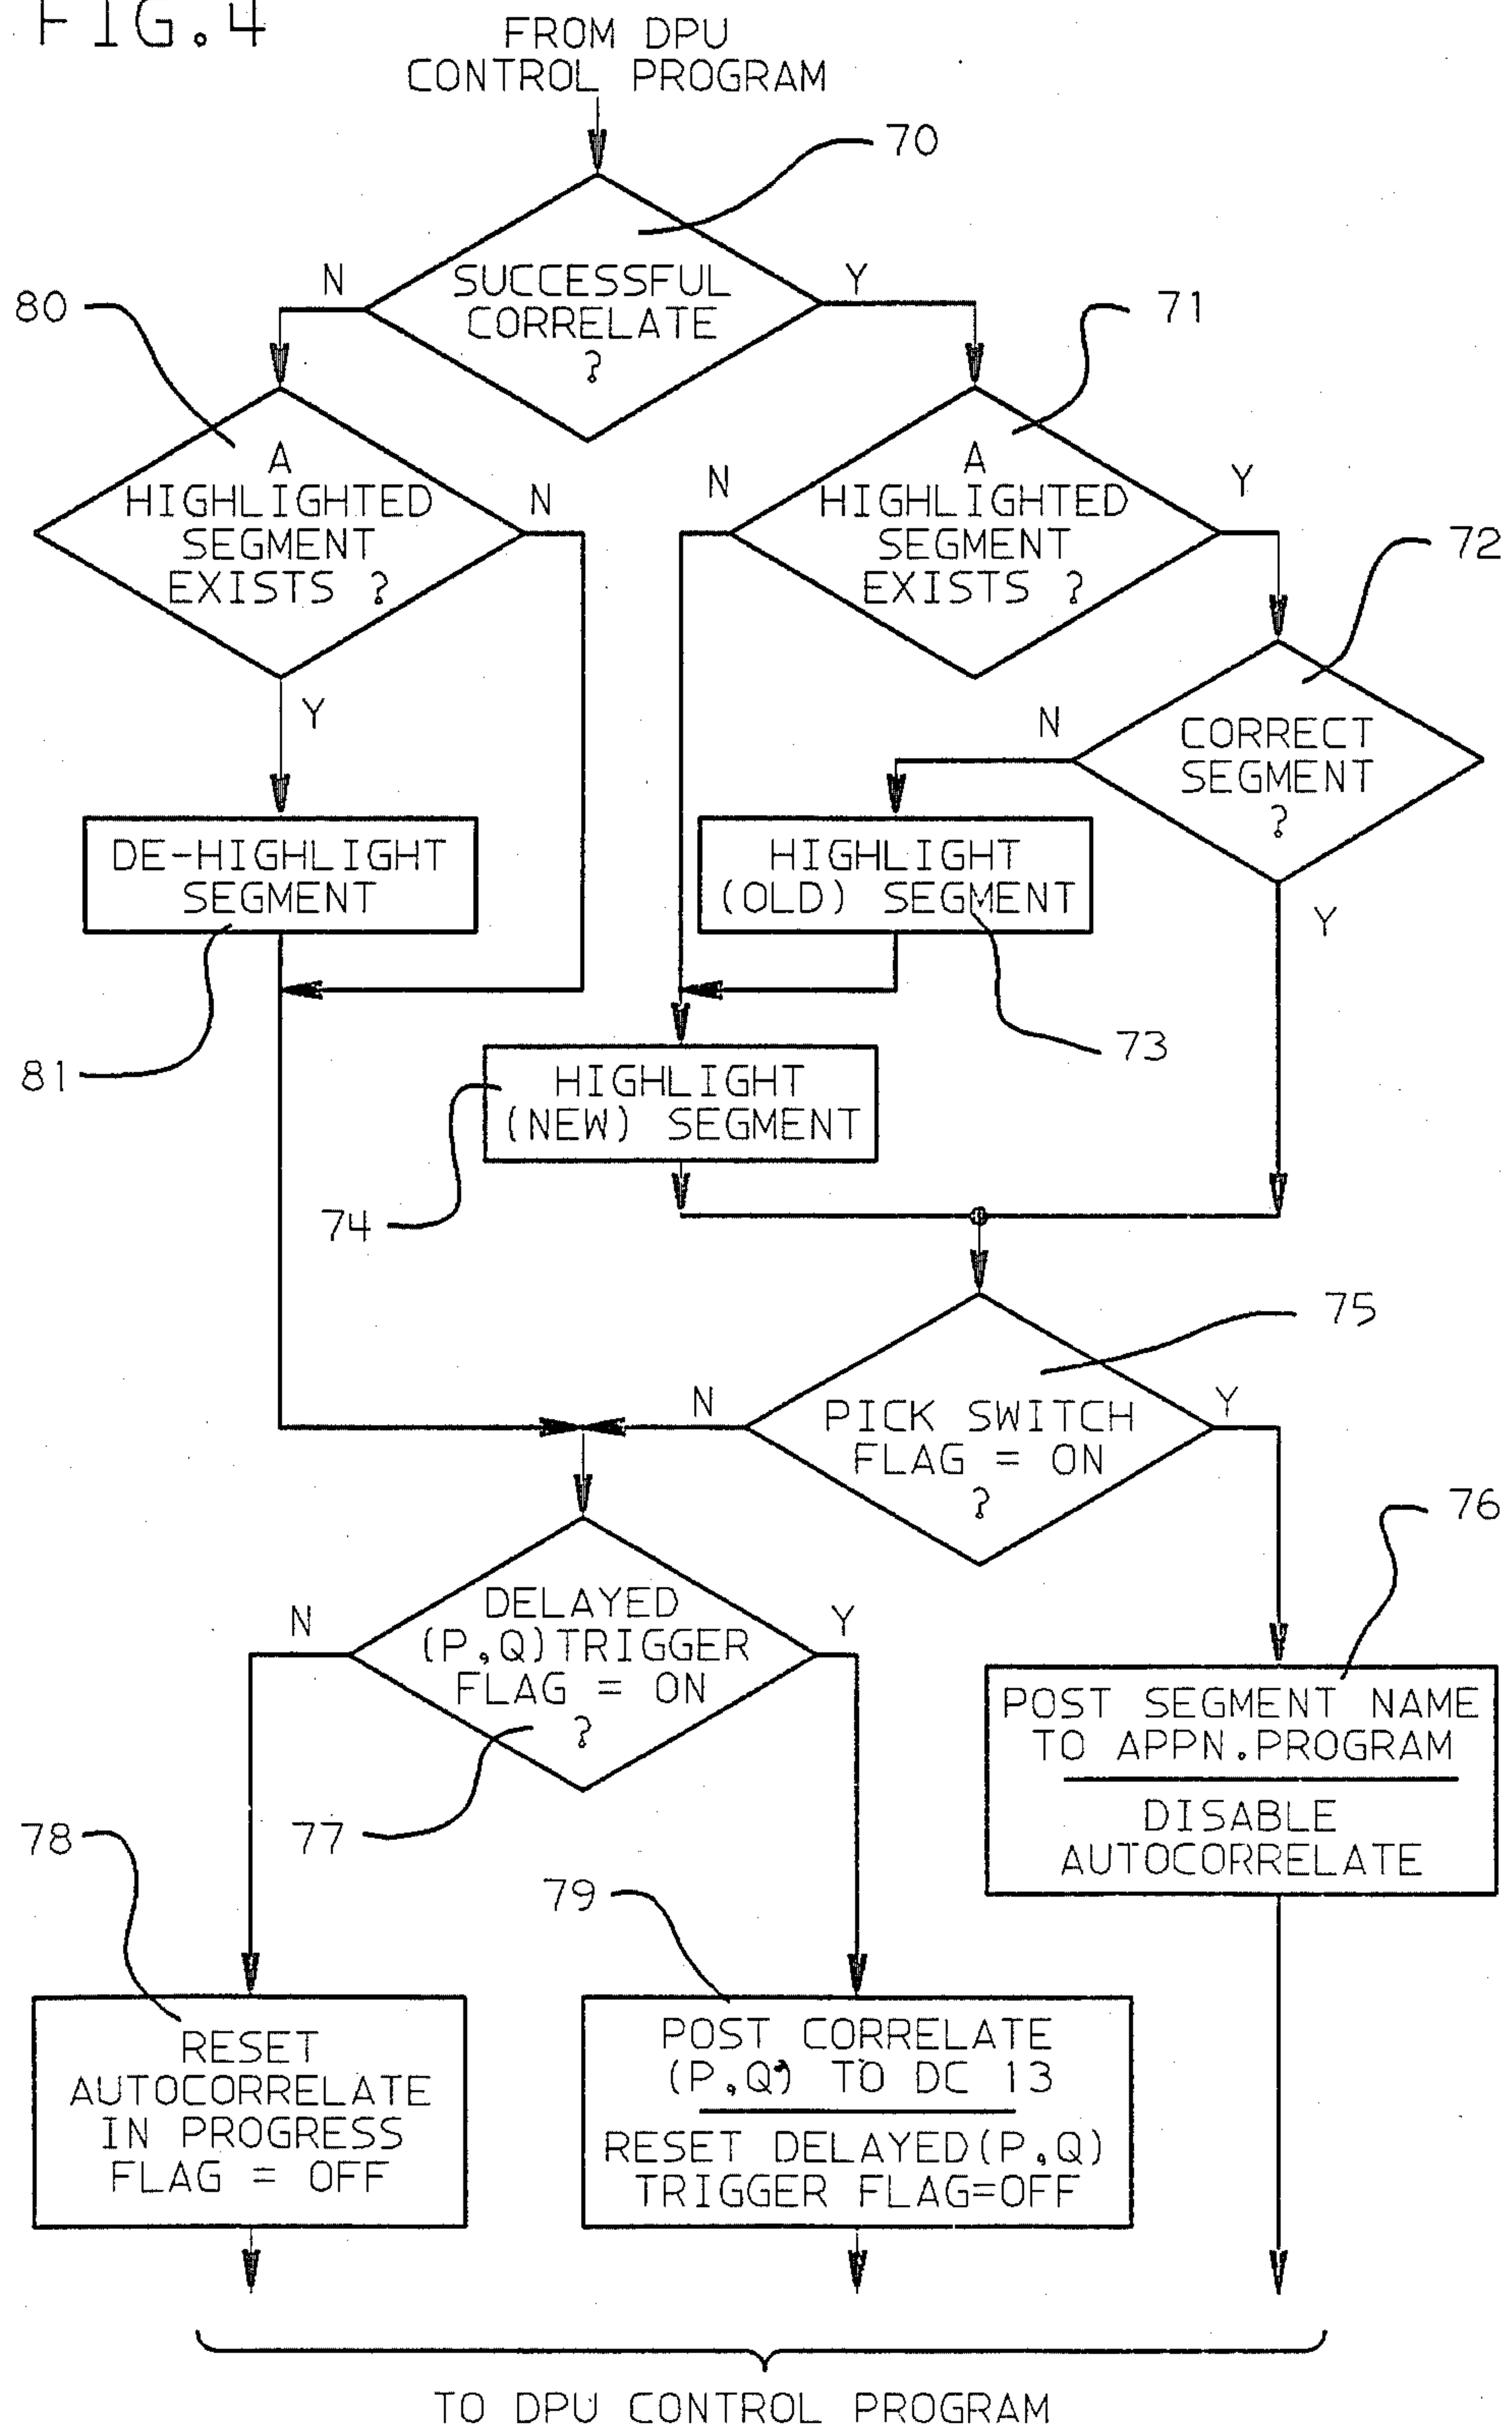 FIG.4
FROM DPU
CONTROL PROGRAM
70
SUCCESSFUL
CORRELATE
?
N
Y
80
71
A
HIGHLIGHTED
SEGMENT
EXISTS ?
N
Y
A
HIGHLIGHTED
SEGMENT
EXISTS ?
N
Y
72
CORRECT
SEGMENT
?
N
Y
DE-HIGHLIGHT
SEGMENT
81
HIGHLIGHT
(OLD) SEGMENT
73
HIGHLIGHT
(NEW) SEGMENT
74
75
PICK SWITCH
FLAG = ON
?
N
Y
76
DELAYED
(P,Q)TRIGGER
FLAG = ON
?
N
Y
77
POST SEGMENT NAME
TO APPN.PROGRAM
DISABLE
AUTOCORRELATE
78
79
RESET
AUTOCORRELATE
IN PROGRESS
FLAG = OFF
POST CORRELATE
(P,Q) TO DC 13
RESET DELAYED(P,Q)
TRIGGER FLAG=OFF
TO DPU CONTROL PROGRAM